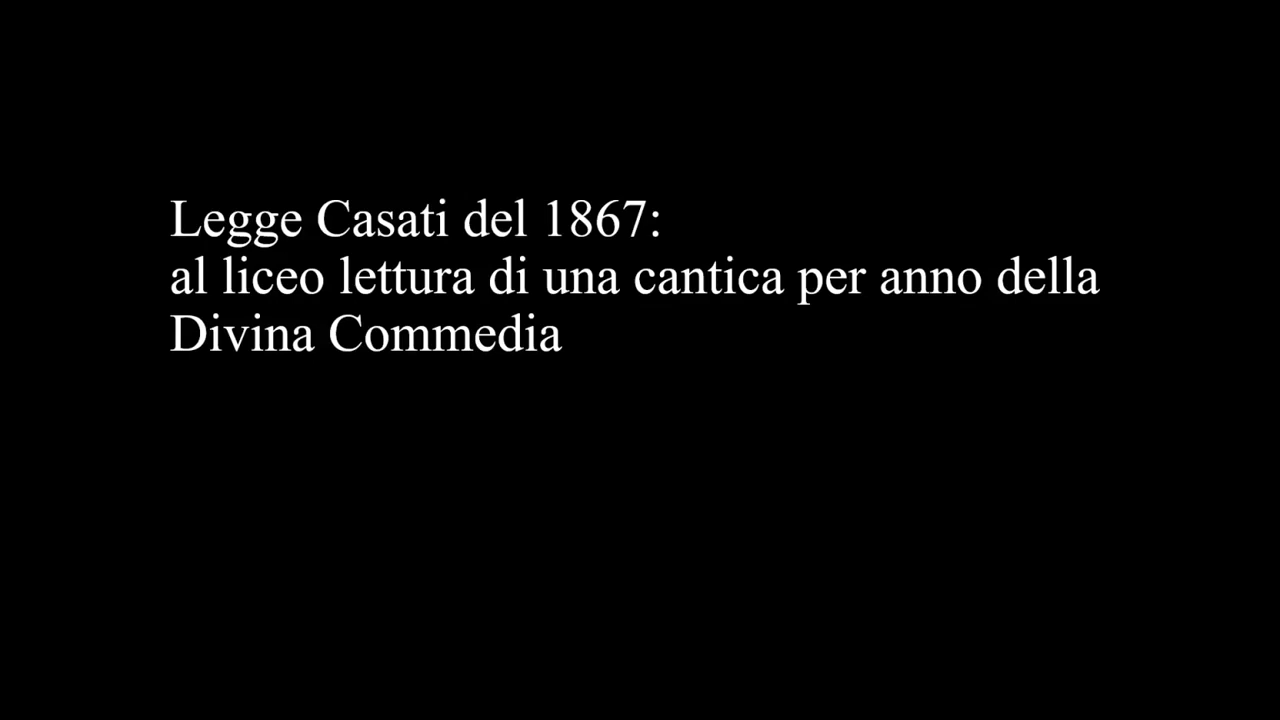 Legge Casati del 1867:
al liceo lettura di una cantica per anno della
Divina Commedia